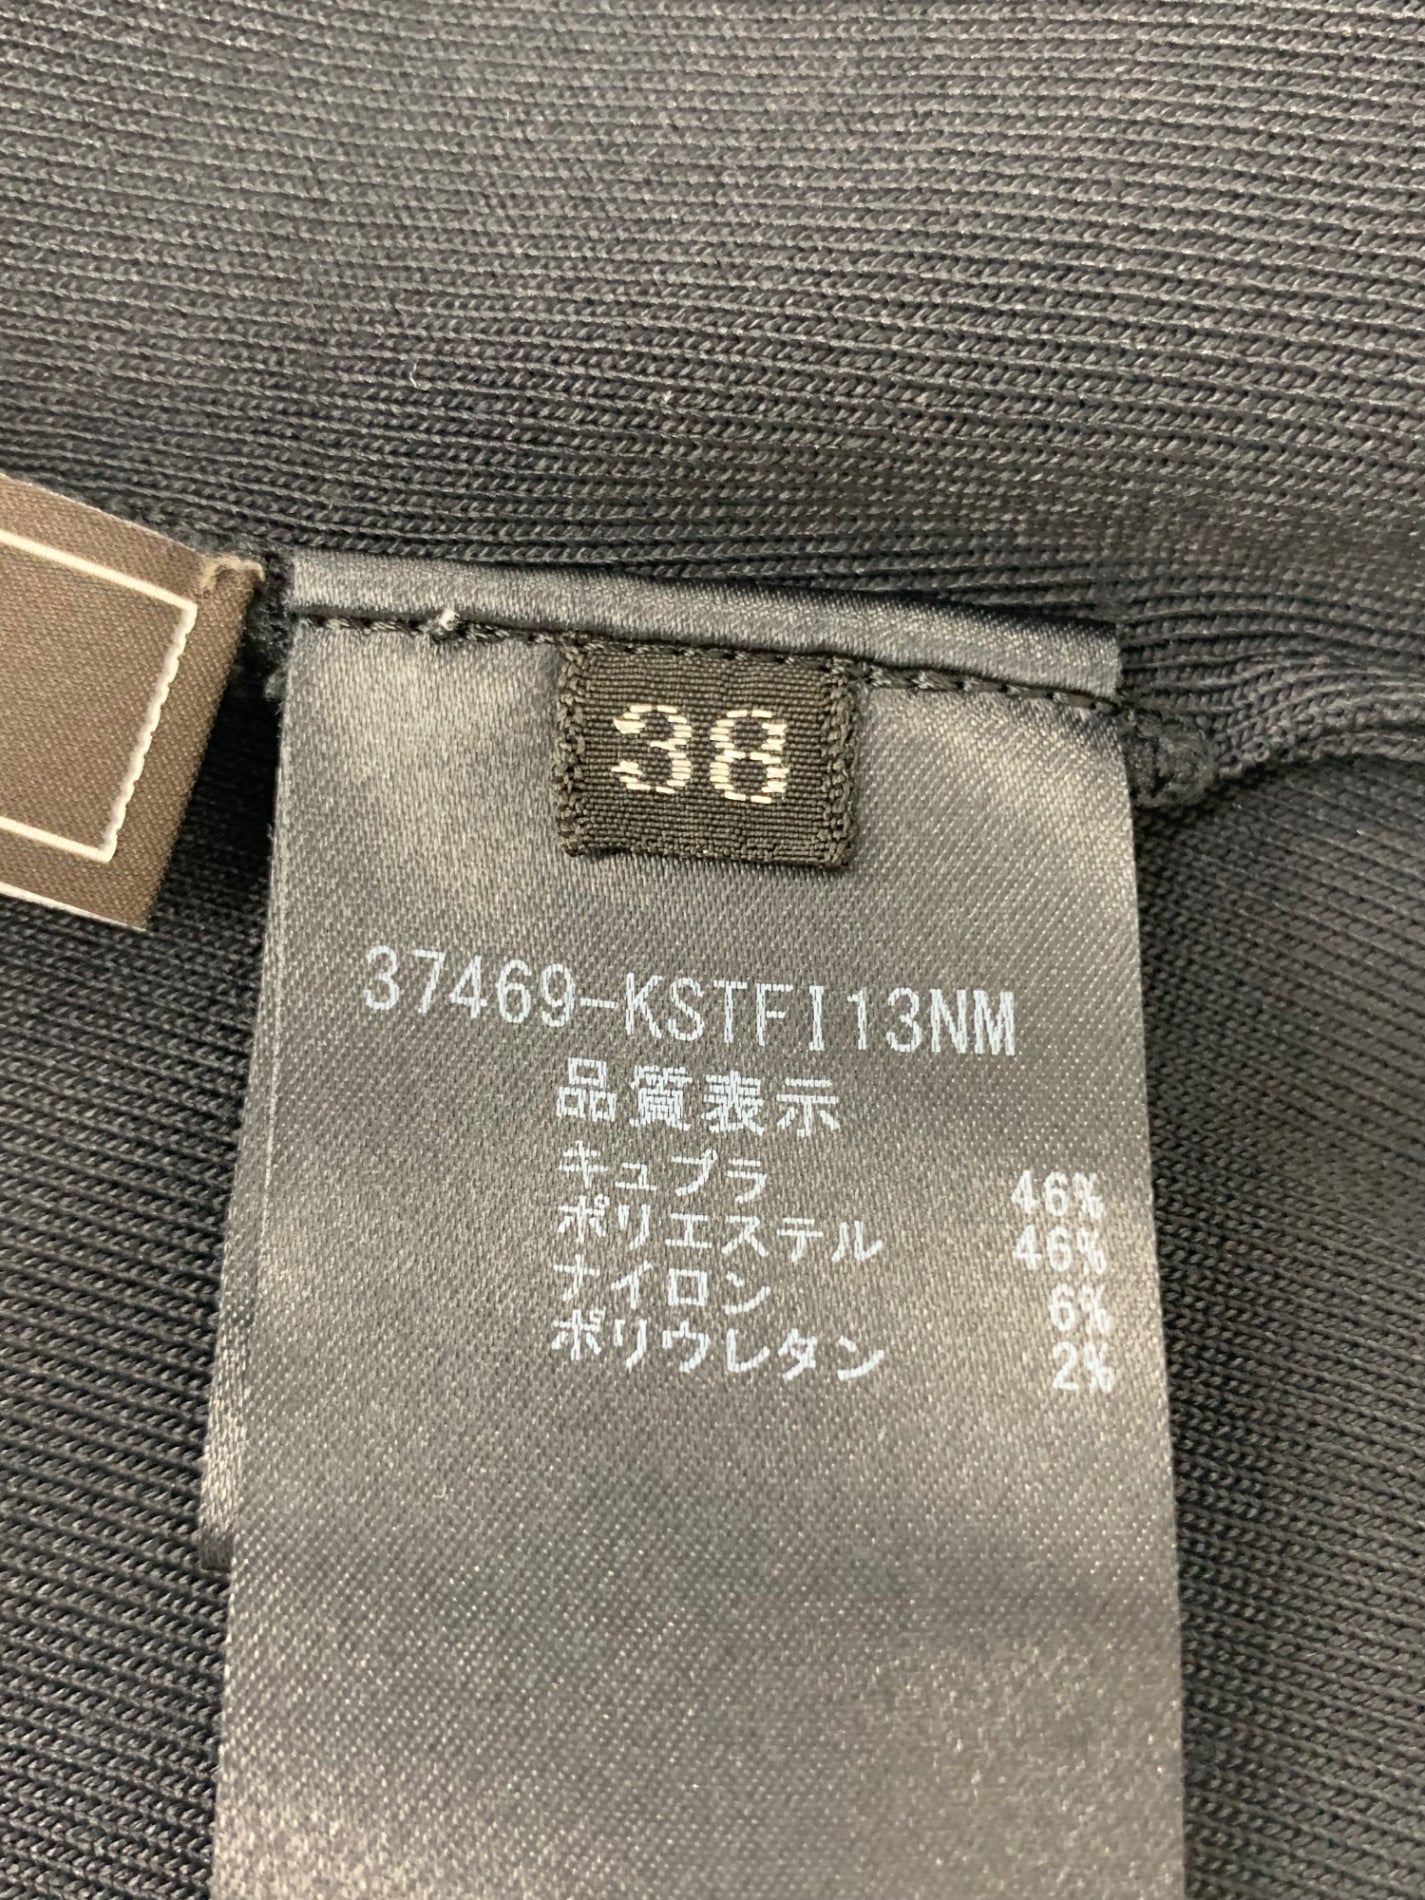 38
37469-KSTFI13NM
品質表示
キュプラ 46%
ポリエステル 46%
ナイロン 6%
ポリウレタン 2%